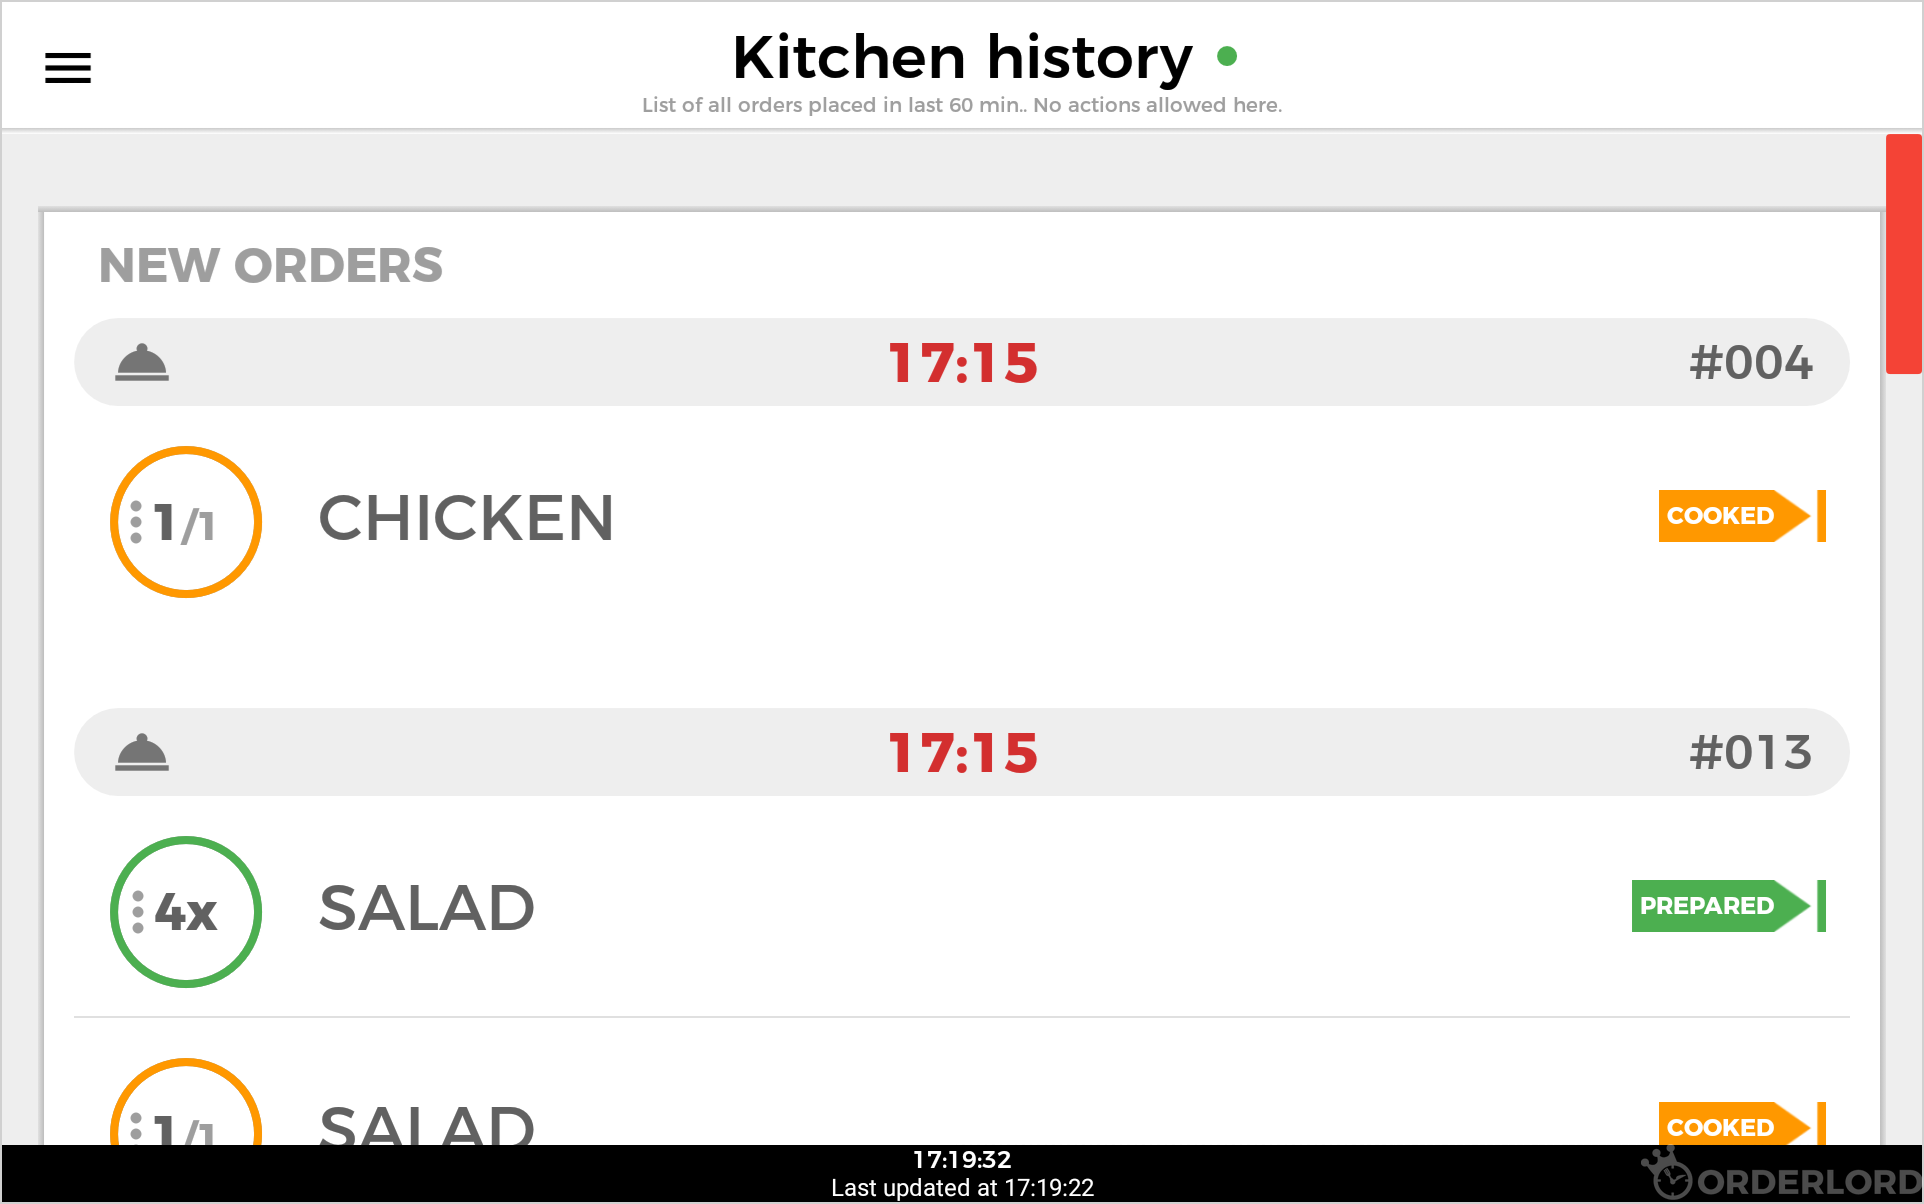 Kitchen history
List of all orders placed in last 60 min.. No actions allowed here.
NEW ORDERS
17:15 #004
1/1 CHICKEN COOKED
17:15 #013
4x SALAD PREPARED
1/1 SALAD COOKED
17:19:32
Last updated at 17:19:22
ORDERLORD